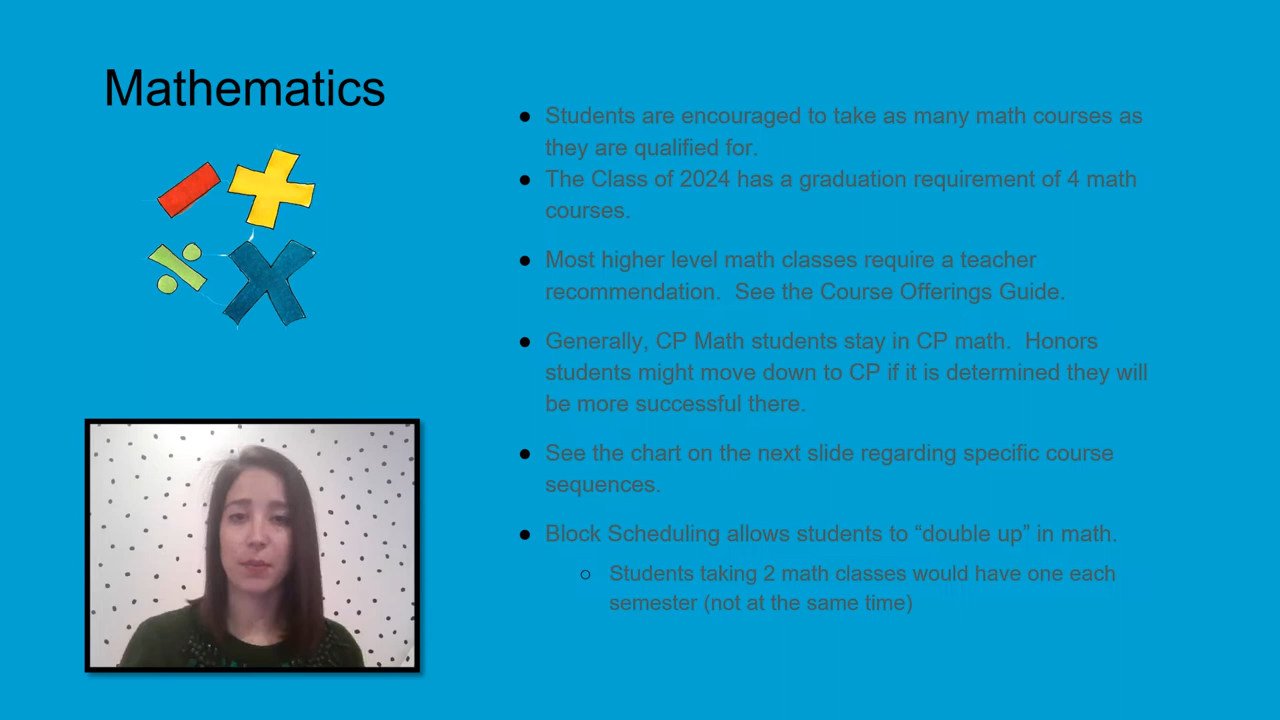 Mathematics
● Students are encouraged to take as many math courses as
they are qualified for.
● The Class of 2024 has a graduation requirement of 4 math
courses.
● Most higher level math classes require a teacher
recommendation.  See the Course Offerings Guide.
● Generally, CP Math students stay in CP math.  Honors
students might move down to CP if it is determined they will
be more successful there.
● See the chart on the next slide regarding specific course
sequences.
● Block Scheduling allows students to “double up” in math.
○ Students taking 2 math classes would have one each
semester (not at the same time)